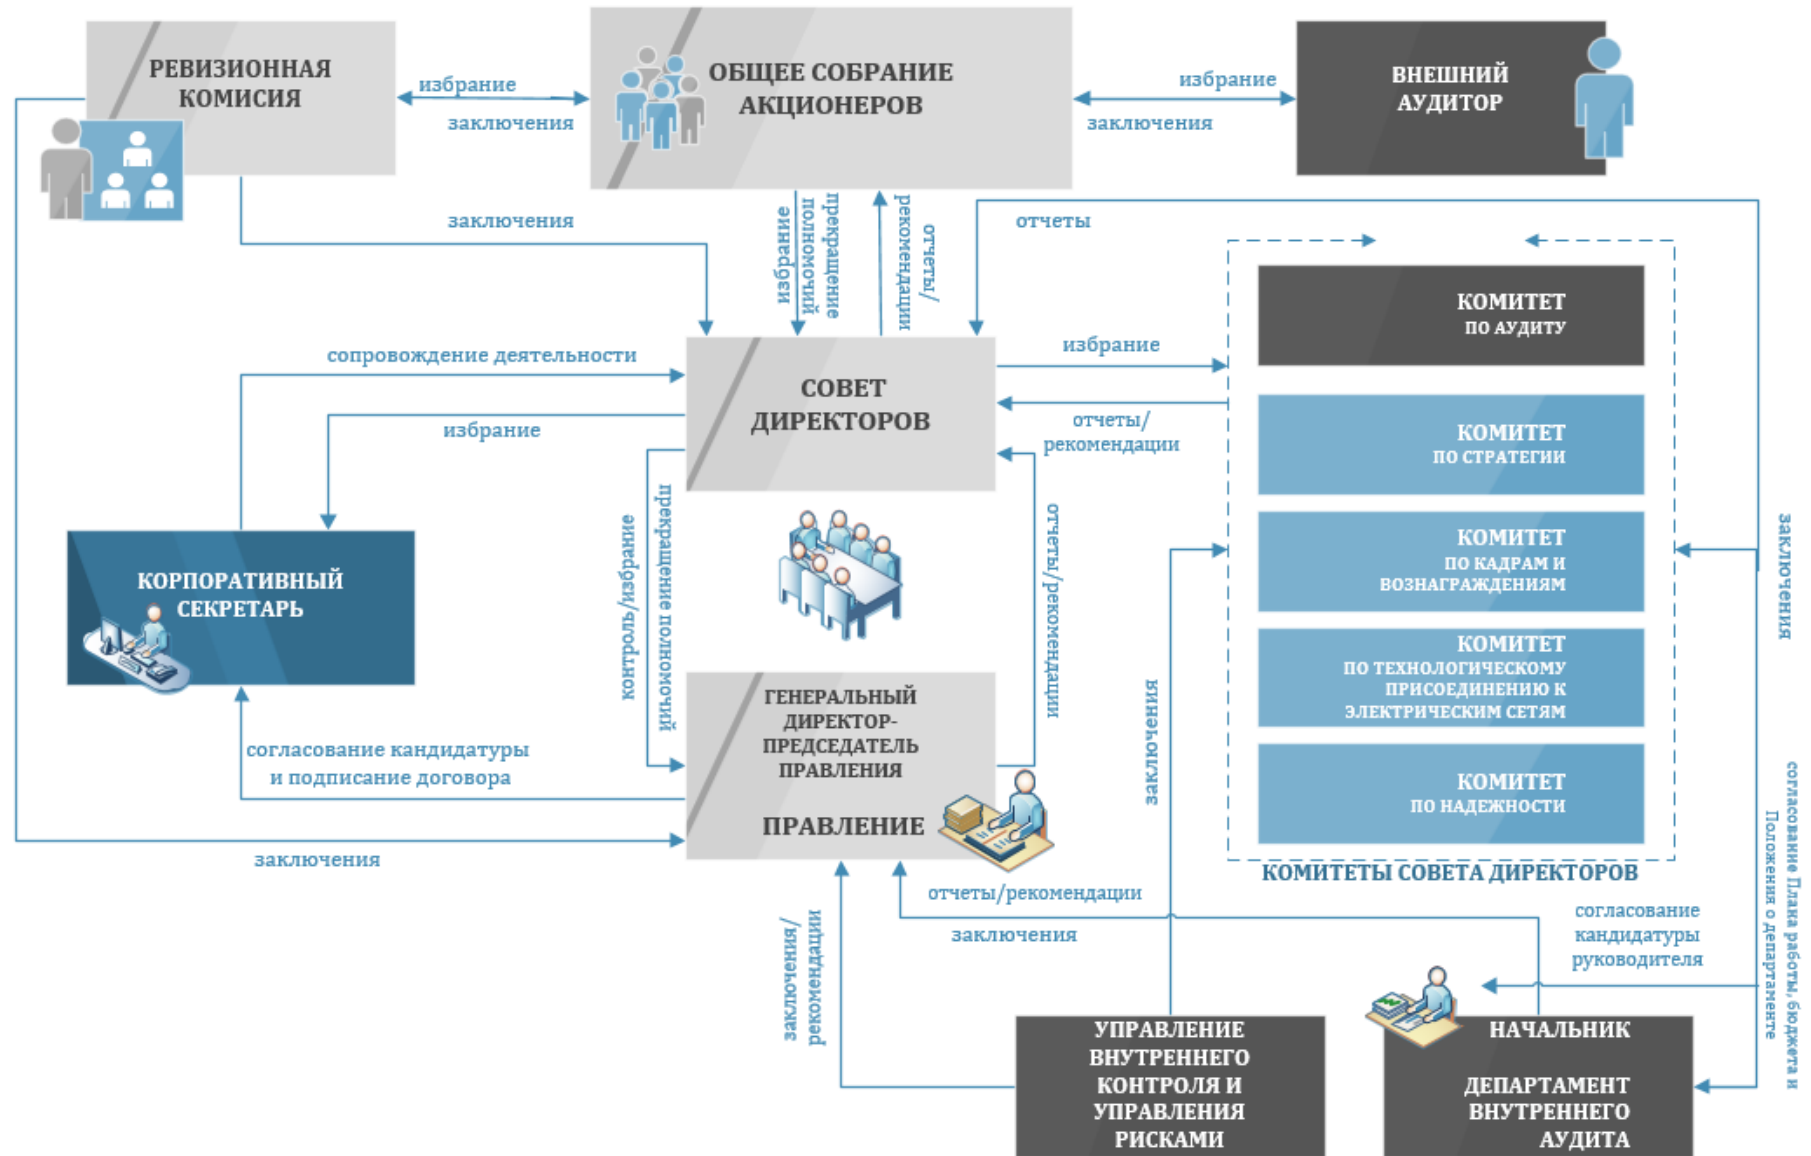 РЕВИЗИОННАЯ
КОМИСИЯ
избрание
заключения
ОБЩЕЕ СОБРАНИЕ
АКЦИОНЕРОВ
избрание
заключения
ВНЕШНИЙ
АУДИТОР
заключения
избрание
прекращение
полномочий
отчеты/
рекомендации
отчеты
сопровождение деятельности
избрание
СОВЕТ
ДИРЕКТОРОВ
избрание
отчеты/
рекомендации
КОМИТЕТ
ПО АУДИТУ
КОМИТЕТ
ПО СТРАТЕГИИ
КОМИТЕТ
ПО КАДРАМ И
ВОЗНАГРАЖДЕНИЯМ
КОМИТЕТ
ПО ТЕХНОЛОГИЧЕСКОМУ
ПРИСОЕДИНЕНИЮ К
ЭЛЕКТРИЧЕСКИМ СЕТЯМ
КОМИТЕТ
ПО НАДЕЖНОСТИ
КОМИТЕТЫ СОВЕТА ДИРЕКТОРОВ
заключения
КОРПОРАТИВНЫЙ
СЕКРЕТАРЬ
контроль/избрание
прекращение полномочий
отчеты/рекомендации
заключения
согласование кандидатуры
и подписание договора
ГЕНЕРАЛЬНЫЙ
ДИРЕКТОР-
ПРЕДСЕДАТЕЛЬ
ПРАВЛЕНИЯ
ПРАВЛЕНИЕ
заключения
отчеты/рекомендации
заключения
заключения/
рекомендации
согласование
кандидатуры
руководителя
согласование Плана работы, бюджета и
Положения о департаменте
УПРАВЛЕНИЕ
ВНУТРЕННЕГО
КОНТРОЛЯ И
УПРАВЛЕНИЯ
РИСКАМИ
НАЧАЛЬНИК
ДЕПАРТАМЕНТ
ВНУТРЕННЕГО
АУДИТА